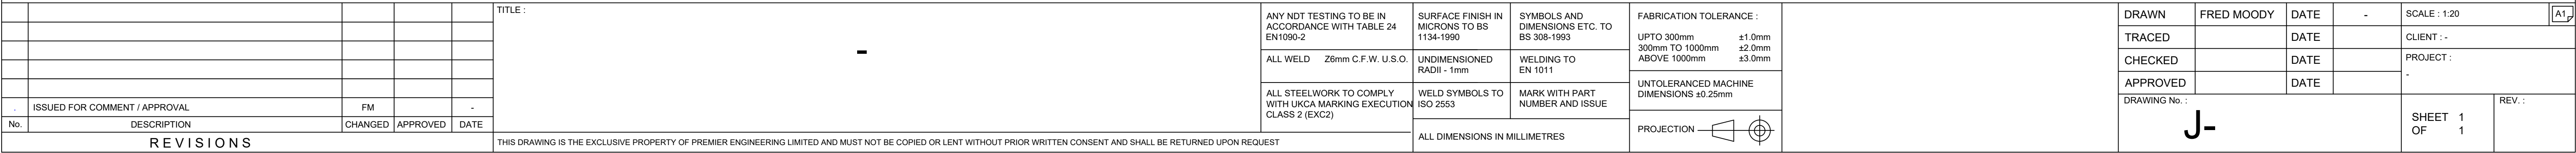 . ISSUED FOR COMMENT / APPROVAL FM -
No. DESCRIPTION CHANGED APPROVED DATE
REVISIONS
TITLE :
-
THIS DRAWING IS THE EXCLUSIVE PROPERTY OF PREMIER ENGINEERING LIMITED AND MUST NOT BE COPIED OR LENT WITHOUT PRIOR WRITTEN CONSENT AND SHALL BE RETURNED UPON REQUEST
ANY NDT TESTING TO BE IN
ACCORDANCE WITH TABLE 24
EN1090-2
ALL WELD Z6mm C.F.W. U.S.O.
ALL STEELWORK TO COMPLY
WITH UKCA MARKING EXECUTION
CLASS 2 (EXC2)
SURFACE FINISH IN
MICRONS TO BS
1134-1990
SYMBOLS AND
DIMENSIONS ETC. TO
BS 308-1993
UNDIMENSIONED
RADII - 1mm
WELDING TO
EN 1011
WELD SYMBOLS TO
ISO 2553
MARK WITH PART
NUMBER AND ISSUE
ALL DIMENSIONS IN MILLIMETRES
FABRICATION TOLERANCE :
UPTO 300mm ±1.0mm
300mm TO 1000mm ±2.0mm
ABOVE 1000mm ±3.0mm
UNTOLERANCED MACHINE
DIMENSIONS ±0.25mm
PROJECTION
DRAWN FRED MOODY DATE -
TRACED DATE
CHECKED DATE
APPROVED DATE
SCALE : 1:20
A1
CLIENT : -
PROJECT :
-
DRAWING No. :
J-
SHEET 1
OF 1
REV. :